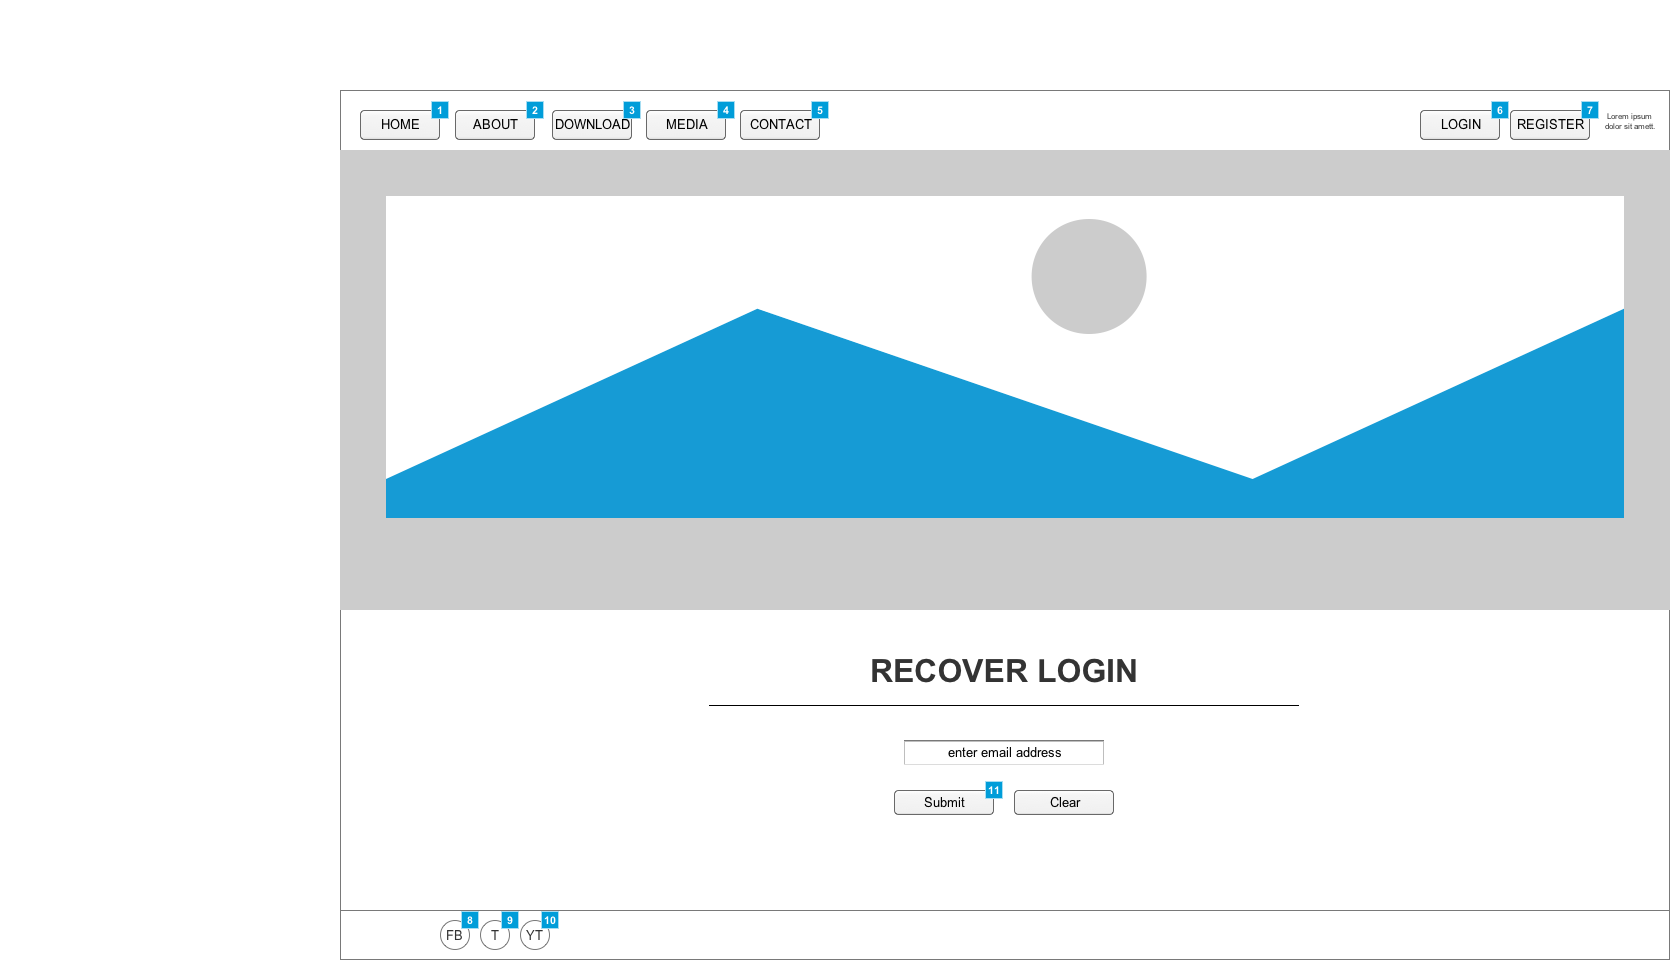 HOME 1
ABOUT 2
DOWNLOAD 3
MEDIA 4
CONTACT 5
LOGIN 6
REGISTER 7
Lorem ipsum
dolor sit amett.
RECOVER LOGIN
enter email address
Submit 11
Clear
FB 8
T 9
YT 10